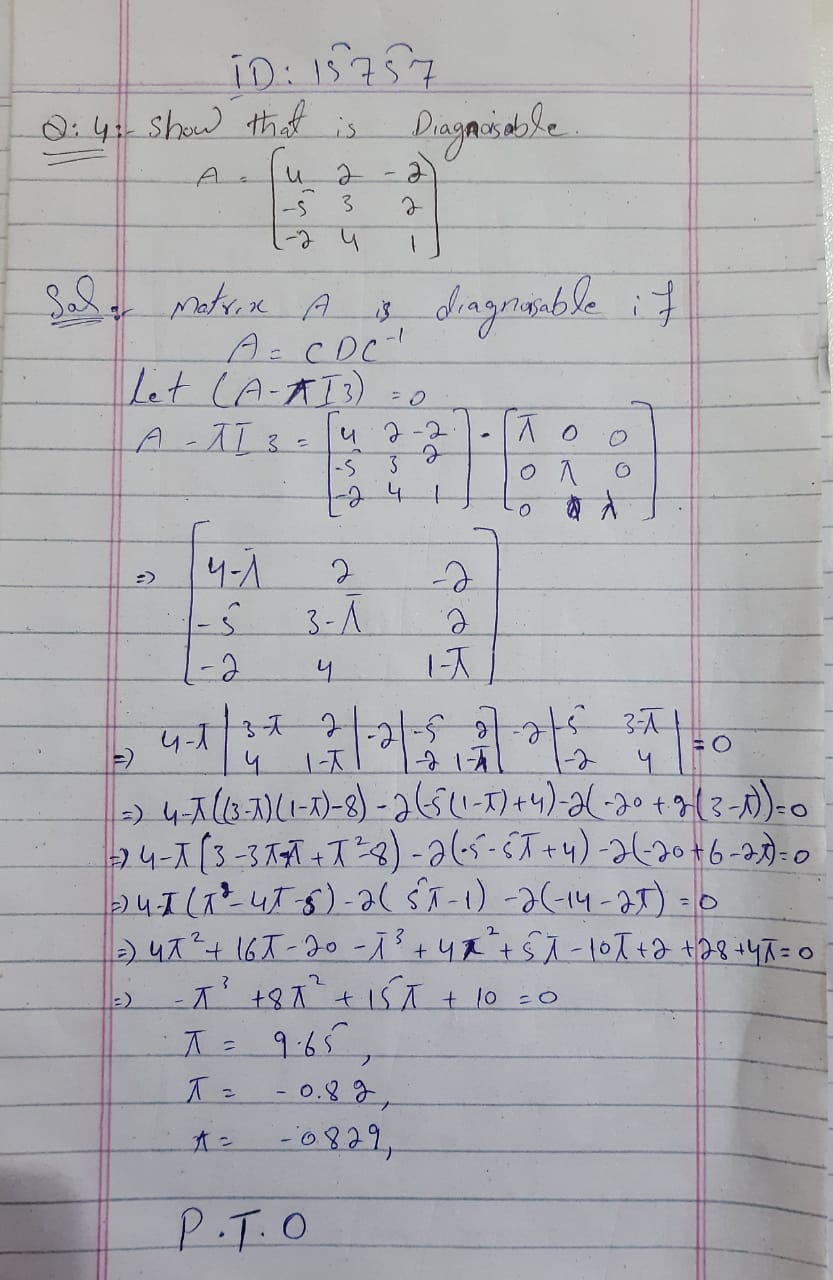 ID: 15757
Q: 4:- Show that is Diagnoisable.
A = [4 2 -2
-5 3 2
-2 4 1]
Sol:- Matrix A is diagnoisable if
A = CDC⁻¹
Let (A-λI3) = 0
A - λI3 = [4 2 -2 -5 3 2 -2 4 1] - [λ 0 0 0 λ 0 0 λ]
=> [4-λ 2 -2
-5 3-λ 2
-2 4 1-λ]
=> 4-λ |3-λ 2 4 1-λ| -2 |-5 2 -2 1-λ| -2 |-5 3-λ -2 4| = 0
=> 4-λ((3-λ)(1-λ)-8) - 2(-5(1-λ)+4) - 2(-20+2(3-λ)) = 0
=> 4-λ(3-3λ-λ+λ²-8) - 2(-5-5λ+4) - 2(-20+6-2λ) = 0
=> 4-λ(λ²-4λ-5) - 2(5λ-1) - 2(-14-2λ) = 0
=> 4λ²+16λ-20-λ³+4λ²+5λ-10λ+2+28+4λ=0
=> -λ³+8λ²+15λ+10=0
λ = 9.65,
λ = -0.82,
λ = -0.829,
P.T.O